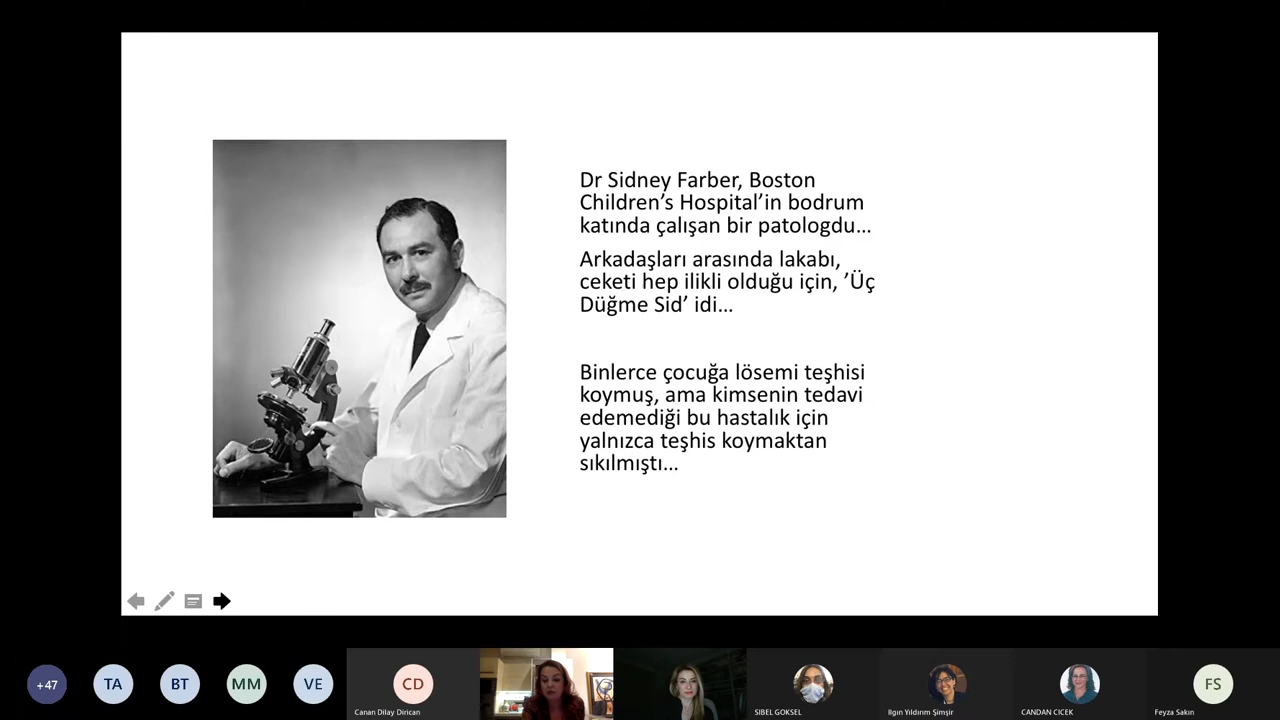 Dr Sidney Farber, Boston
Children’s Hospital’in bodrum
katında çalışan bir patologdu…
Arkadaşları arasında lakabı,
ceketi hep ilikli olduğu için, ’Üç
Düğme Sid’ idi…
Binlerce çocuğa lösemi teşhisi
koymuş, ama kimsenin tedavi
edemediği bu hastalık için
yalnızca teşhis koymaktan
sıkılmıştı…
+47
TA
BT
MM
VE
CD
Canan Dilay Dirican
SIBEL GOKSEL
Ilgın Yıldırım Şimşir
CANDAN CICEK
FS
Feyza Sakın